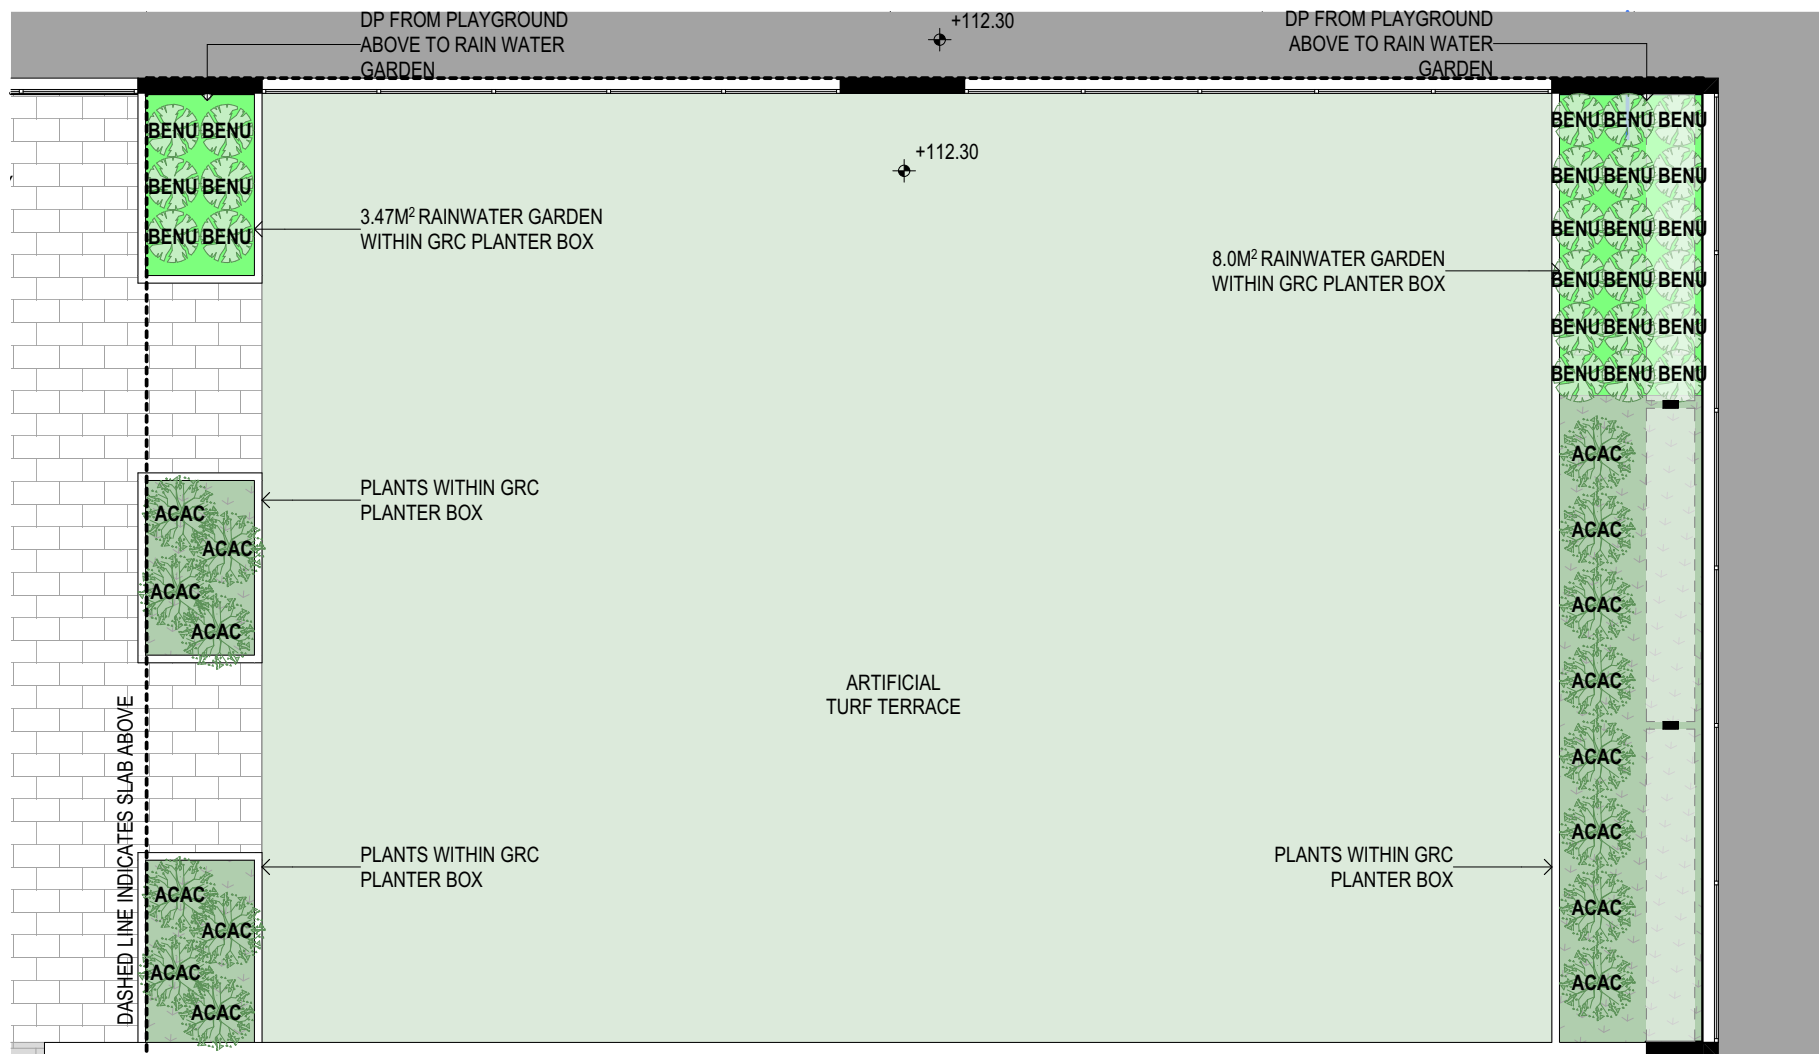 DP FROM PLAYGROUND
ABOVE TO RAIN WATER
GARDEN
+112.30
DP FROM PLAYGROUND
ABOVE TO RAIN WATER
GARDEN
BENU BENU
BENU BENU
BENU BENU
+112.30
3.47M² RAINWATER GARDEN
WITHIN GRC PLANTER BOX
8.0M² RAINWATER GARDEN
WITHIN GRC PLANTER BOX
BENU BENU BENU
BENU BENU BENU
BENU BENU BENU
BENU BENU BENU
BENU BENU BENU
BENU BENU BENU
PLANTS WITHIN GRC
PLANTER BOX
ACAC
ACAC
ACAC
ACAC
ARTIFICIAL
TURF TERRACE
DASHED LINE INDICATES SLAB ABOVE
PLANTS WITHIN GRC
PLANTER BOX
ACAC
ACAC
ACAC
ACAC
PLANTS WITHIN GRC
PLANTER BOX
ACAC
ACAC
ACAC
ACAC
ACAC
ACAC
ACAC
ACAC